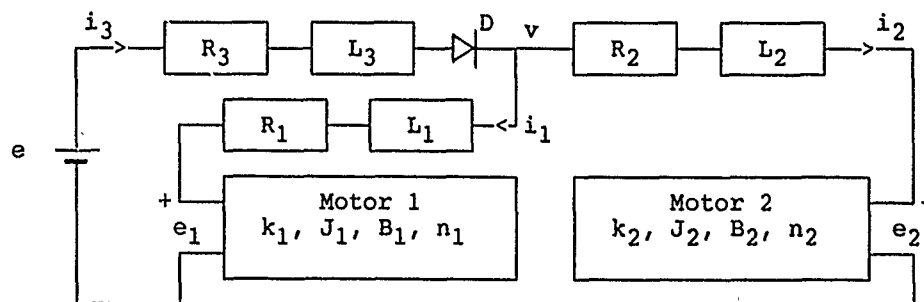 i3 D v i2
R3 L3 R2 L2
R1 L1 i1
e
+ Motor 1 Motor 2 +
e1 k1, J1, B1, n1 k2, J2, B2, n2 e2